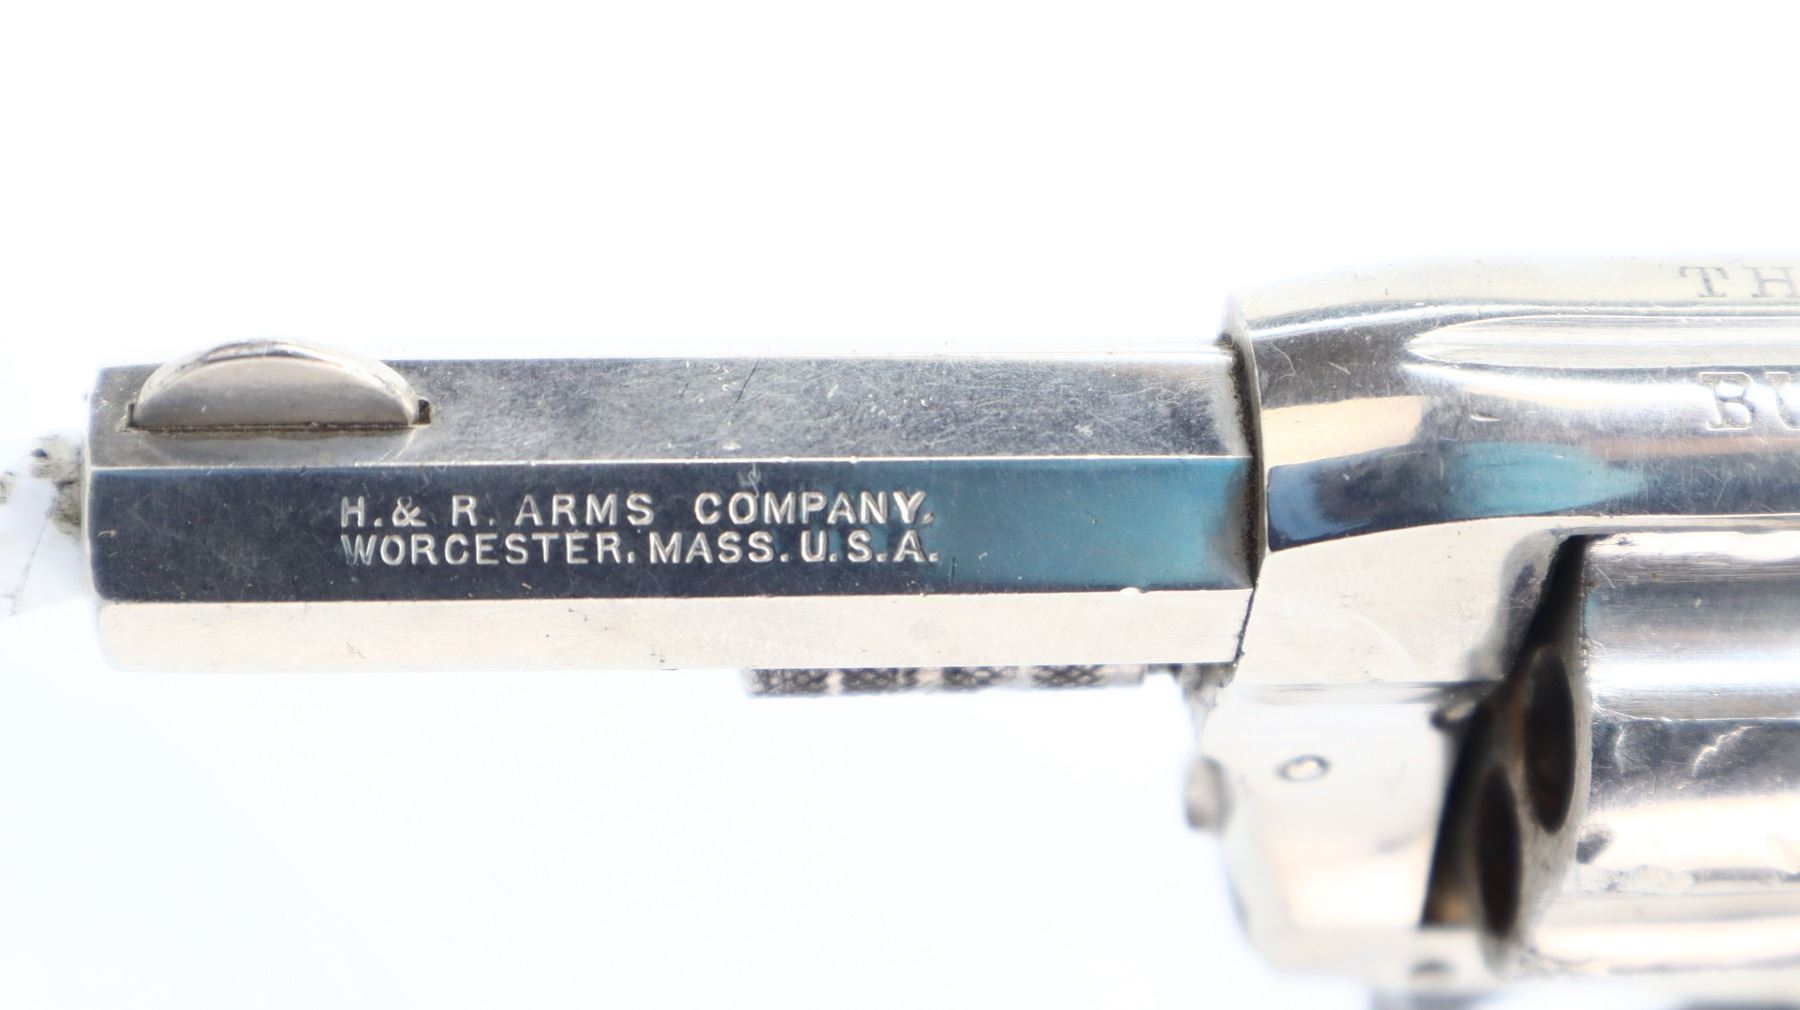 H. & R. ARMS COMPANY.
WORCESTER, MASS. U.S.A.